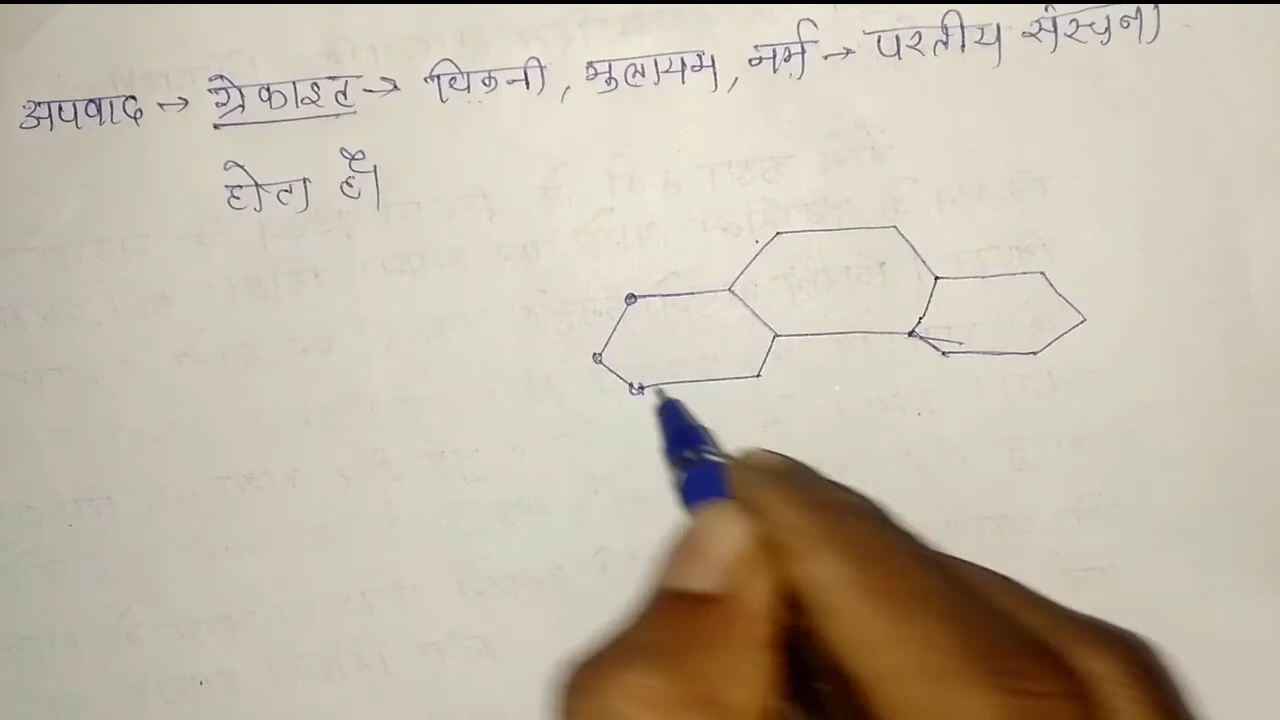 अपवाद → ग्रेफाइट → चिकनी, मुलायम, नर्म → परतीय संरचना
होता है।